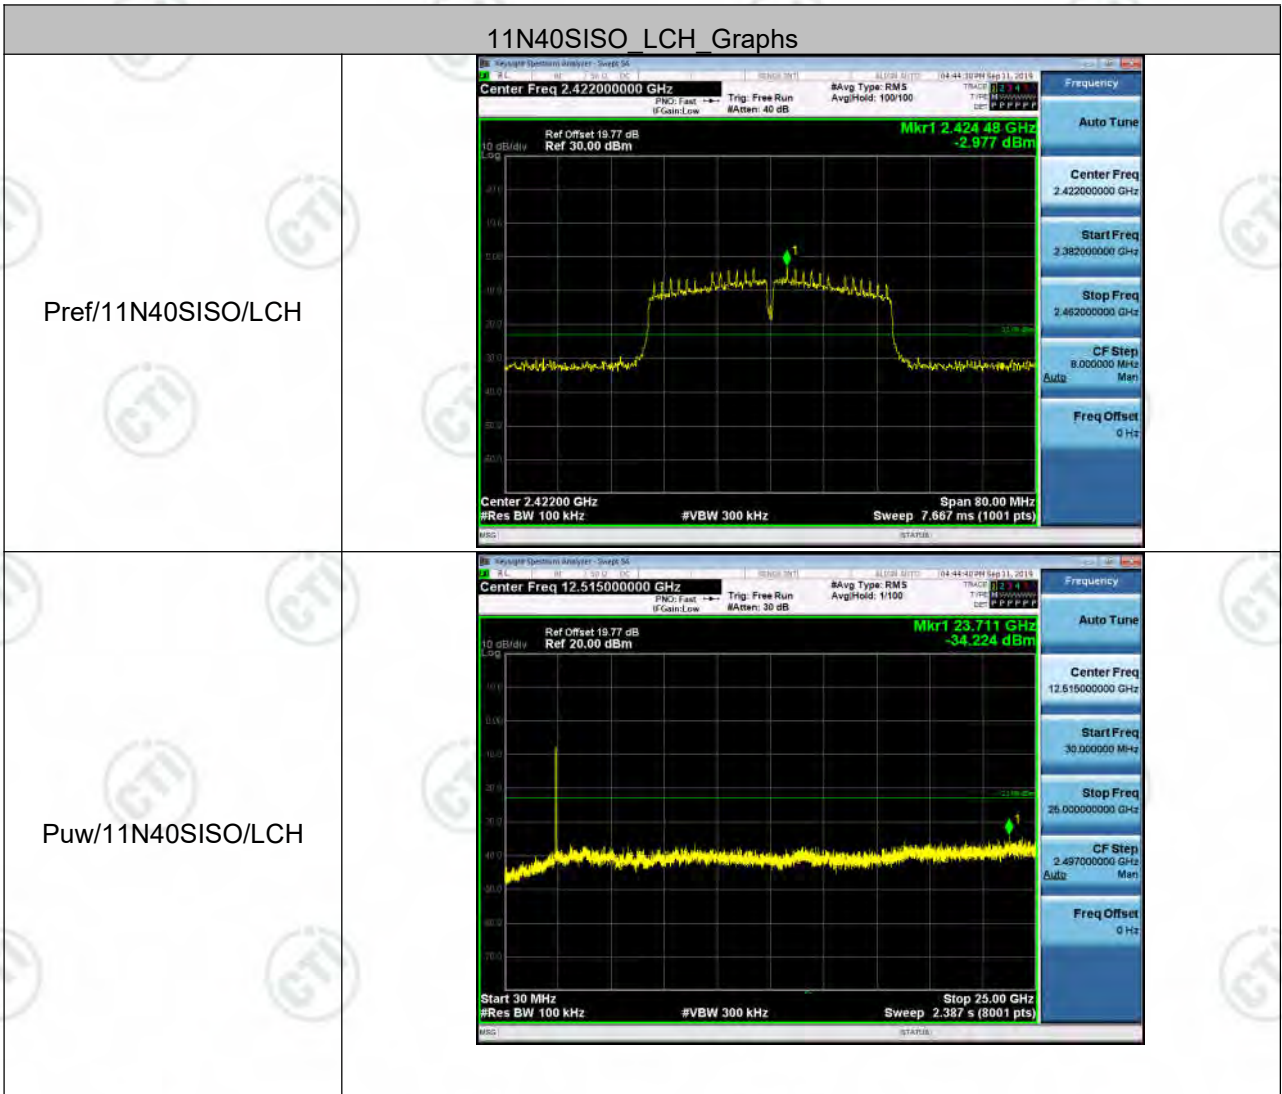 11N40SISO_LCH_Graphs
Pref/11N40SISO/LCH
Keysight Spectrum Analyzer - Swept SA
04:44:10 PM Sep 11, 2019
Center Freq 2.422000000 GHz
PNO: Fast
IFGain:Low
Trig: Free Run
#Atten: 40 dB
#Avg Type: RMS
Avg|Hold: 100/100
TRACE
TYPE
DET P P P P P P
Ref Offset 19.77 dB
10 dB/div Ref 30.00 dBm
Log
Mkr1 2.424 48 GHz
-2.977 dBm
1
Center 2.42200 GHz
Span 80.00 MHz
#Res BW 100 kHz
#VBW 300 kHz
Sweep 7.667 ms (1001 pts)
MSG
STATUS
Frequency
Auto Tune
Center Freq
2.422000000 GHz
Start Freq
2.382000000 GHz
Stop Freq
2.462000000 GHz
CF Step
8.000000 MHz
Auto Man
Freq Offset
0 Hz
Puw/11N40SISO/LCH
Keysight Spectrum Analyzer - Swept SA
04:44:40 PM Sep 11, 2019
Center Freq 12.515000000 GHz
PNO: Fast
IFGain:Low
Trig: Free Run
#Atten: 30 dB
#Avg Type: RMS
Avg|Hold: 1/100
TRACE
TYPE
DET P P P P P P
Ref Offset 19.77 dB
10 dB/div Ref 20.00 dBm
Log
Mkr1 23.711 GHz
-34.224 dBm
1
Start 30 MHz
Stop 25.00 GHz
#Res BW 100 kHz
#VBW 300 kHz
Sweep 2.387 s (8001 pts)
MSG
STATUS
Frequency
Auto Tune
Center Freq
12.515000000 GHz
Start Freq
30.000000 MHz
Stop Freq
25.000000000 GHz
CF Step
2.497000000 GHz
Auto Man
Freq Offset
0 Hz
CTI